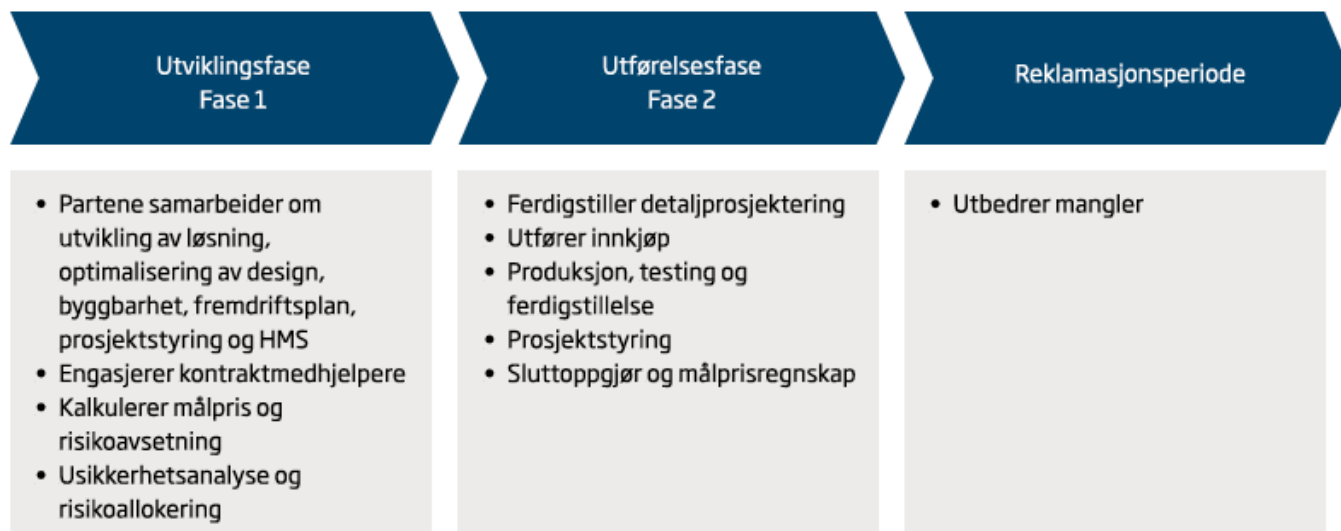 Utviklingsfase
Fase 1
Utførelsesfase
Fase 2
Reklamasjonsperiode
• Partene samarbeider om
utvikling av løsning,
optimalisering av design,
byggbarhet, fremdriftsplan,
prosjektstyring og HMS
• Engasjerer kontraktmedhjelpere
• Kalkulerer målpris og
risikoavsetning
• Usikkerhetsanalyse og
risikoallokering
• Ferdigstiller detaljprosjektering
• Utfører innkjøp
• Produksjon, testing og
ferdigstillelse
• Prosjektstyring
• Sluttoppgjør og målprisregnskap
• Utbedrer mangler